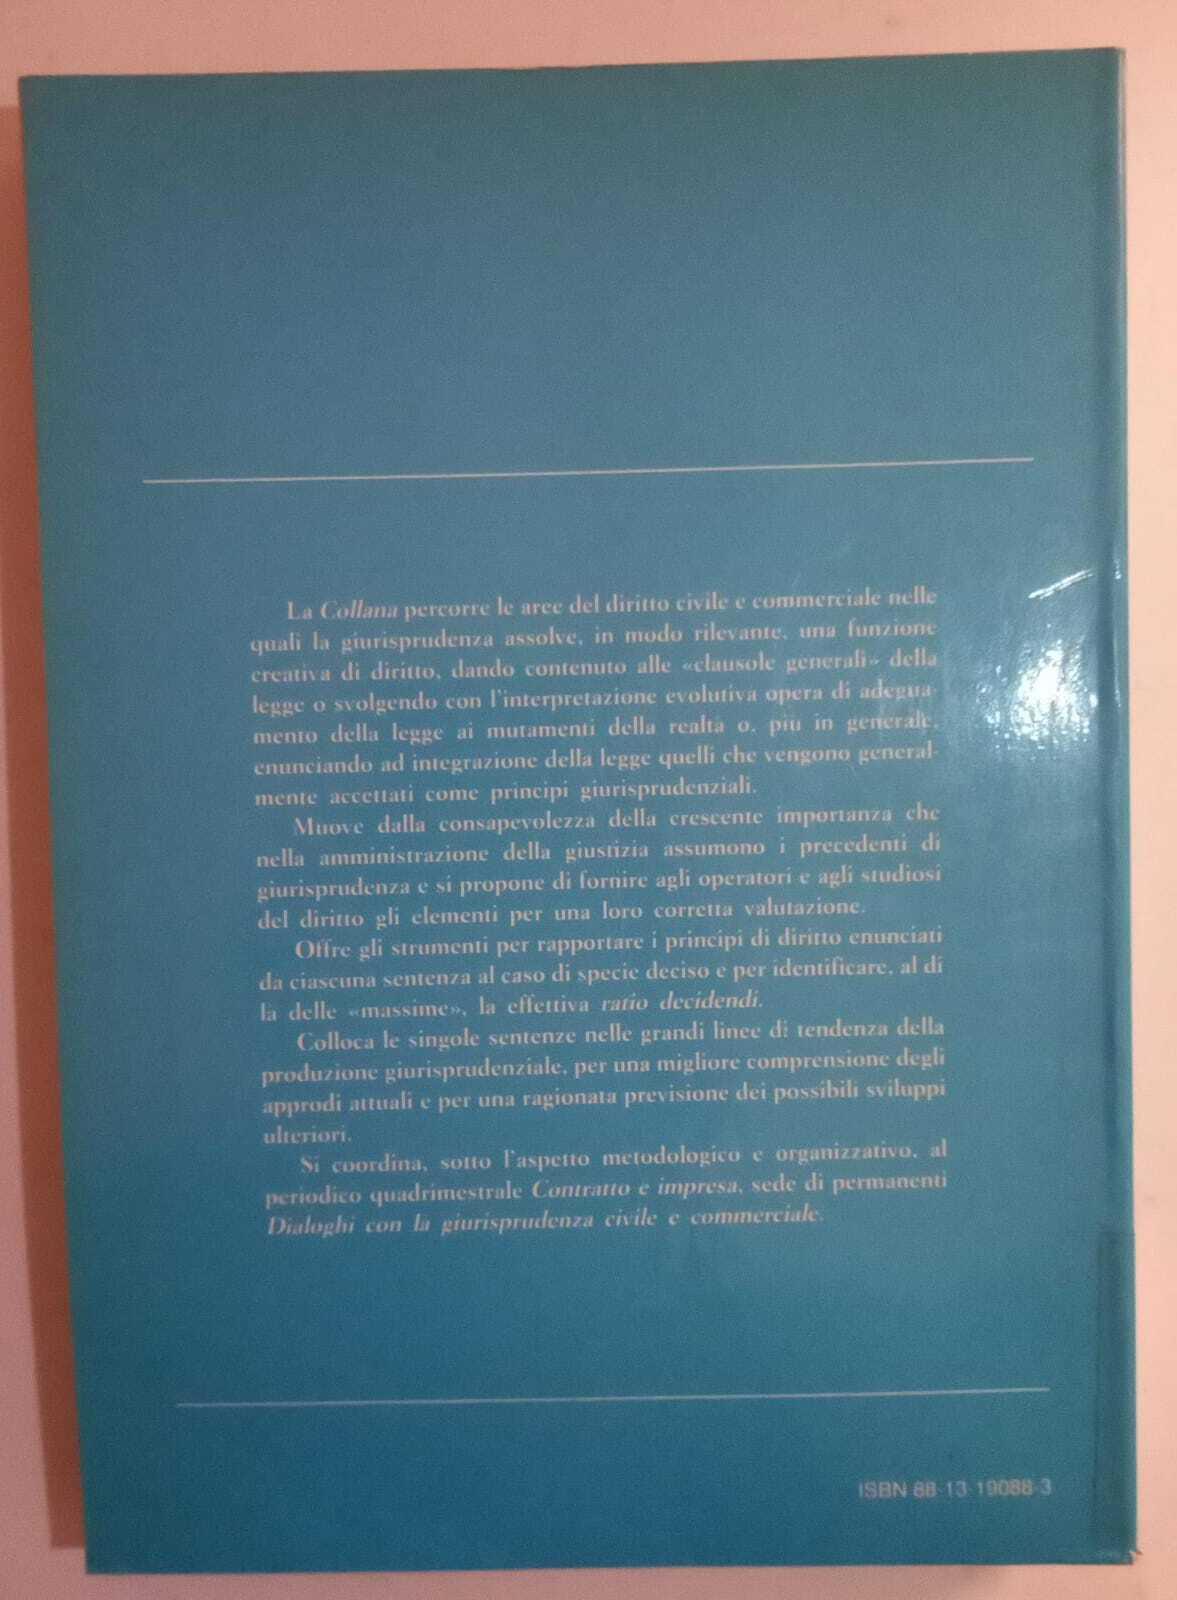 La Collana percorre le aree del diritto civile e commerciale nelle
quali la giurisprudenza assolve, in modo rilevante, una funzione
creativa di diritto, dando contenuto alle «clausole generali» della
legge o svolgendo con l'interpretazione evolutiva opera di adegua-
mento della legge ai mutamenti della realtà o, più in generale,
enunciando ad integrazione della legge quelli che vengono general-
mente accettati come principi giurisprudenziali.
Muove dalla consapevolezza della crescente importanza che
nella amministrazione della giustizia assumono i precedenti di
giurisprudenza e si propone di fornire agli operatori e agli studiosi
del diritto gli elementi per una loro corretta valutazione.
Offre gli strumenti per rapportare i princìpi di diritto enunciati
da ciascuna sentenza al caso di specie deciso e per identificare, al di
là delle «massime», la effettiva ratio decidendi.
Colloca le singole sentenze nelle grandi linee di tendenza della
produzione giurisprudenziale, per una migliore comprensione degli
approdi attuali e per una ragionata previsione dei possibili sviluppi
ulteriori.
Si coordina, sotto l'aspetto metodologico e organizzativo, al
periodico quadrimestrale Contratto e impresa, sede di permanenti
Dialoghi con la giurisprudenza civile e commerciale.
ISBN 88-13-19088-3